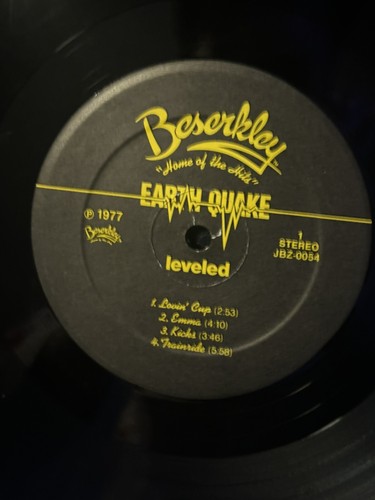 Beserkley
"Home of the Hits"
EARTH QUAKE
℗ 1977
Beserkley
1
STEREO
JBZ-0054
leveled
1. Lovin' Cup (2:53)
2. Emma (4:10)
3. Kicks (3:46)
4. Trainride (5:58)